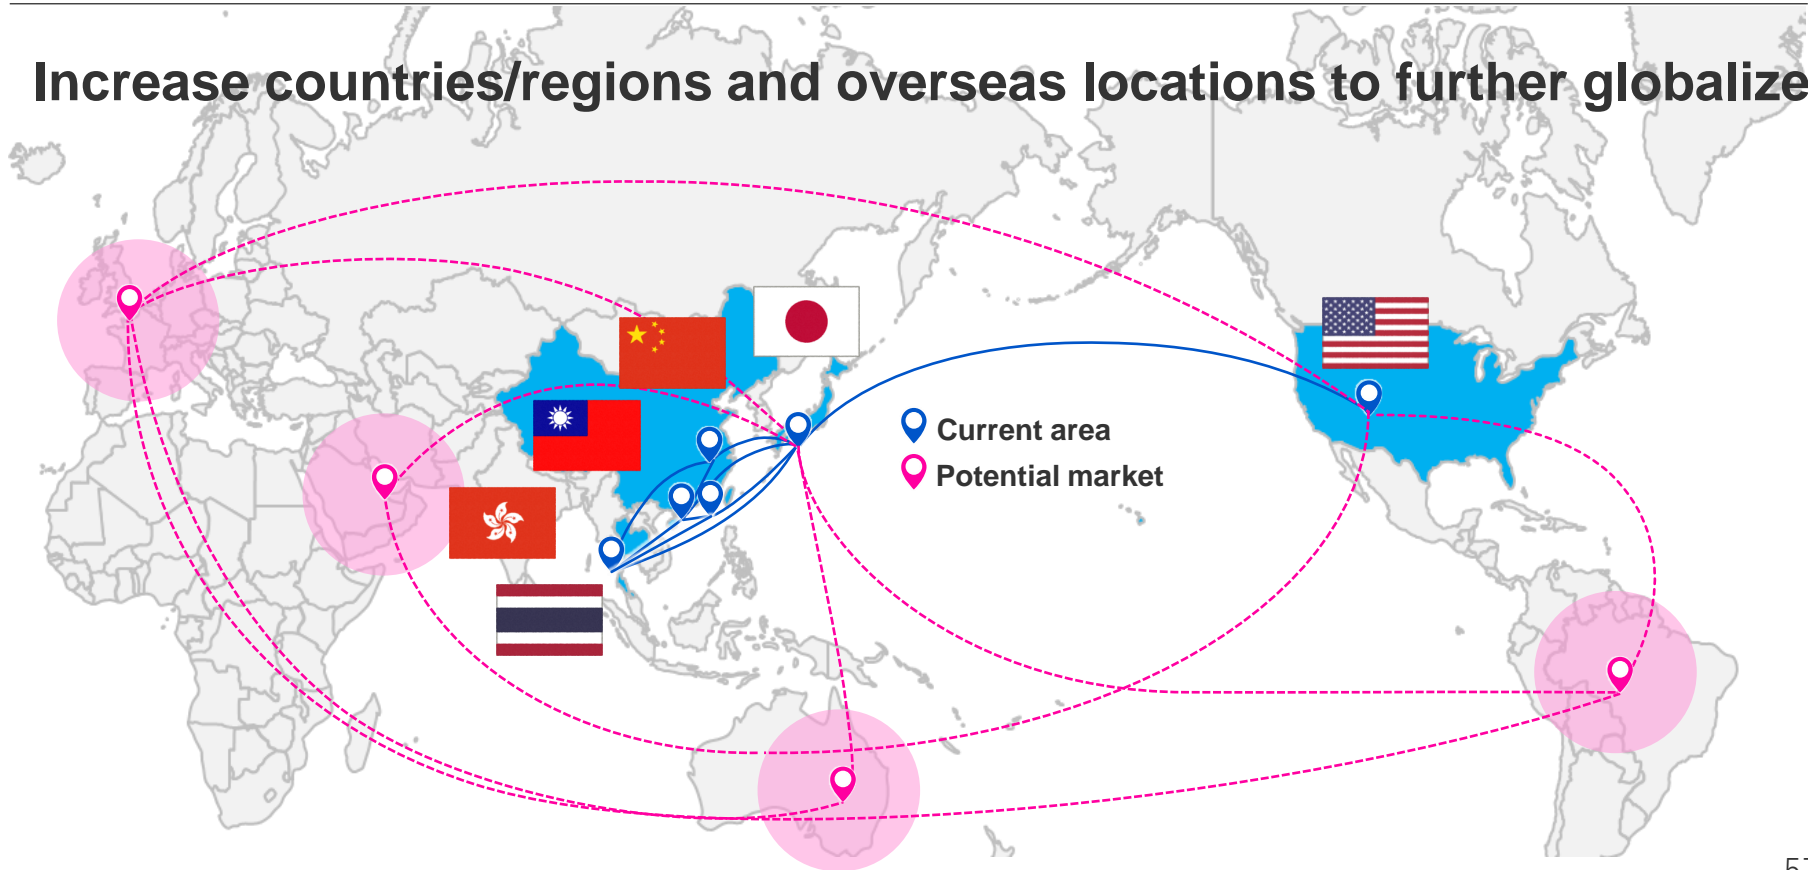 Increase countries/regions and overseas locations to further globalize
Current area
Potential market